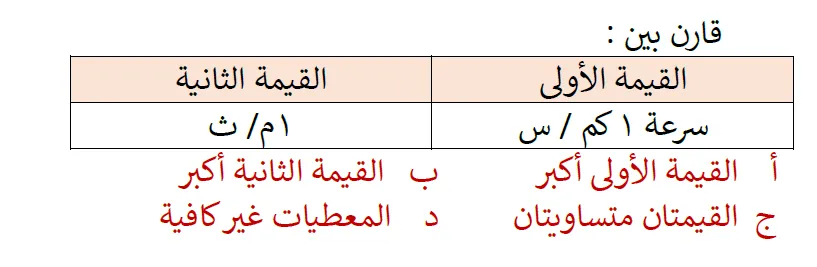 قارن بين :
القيمة الأولى القيمة الثانية
سرعة ١ كم / س ١م/ ث
أ القيمة الأولى أكبر ب القيمة الثانية أكبر
ج القيمتان متساويتان د المعطيات غير كافية